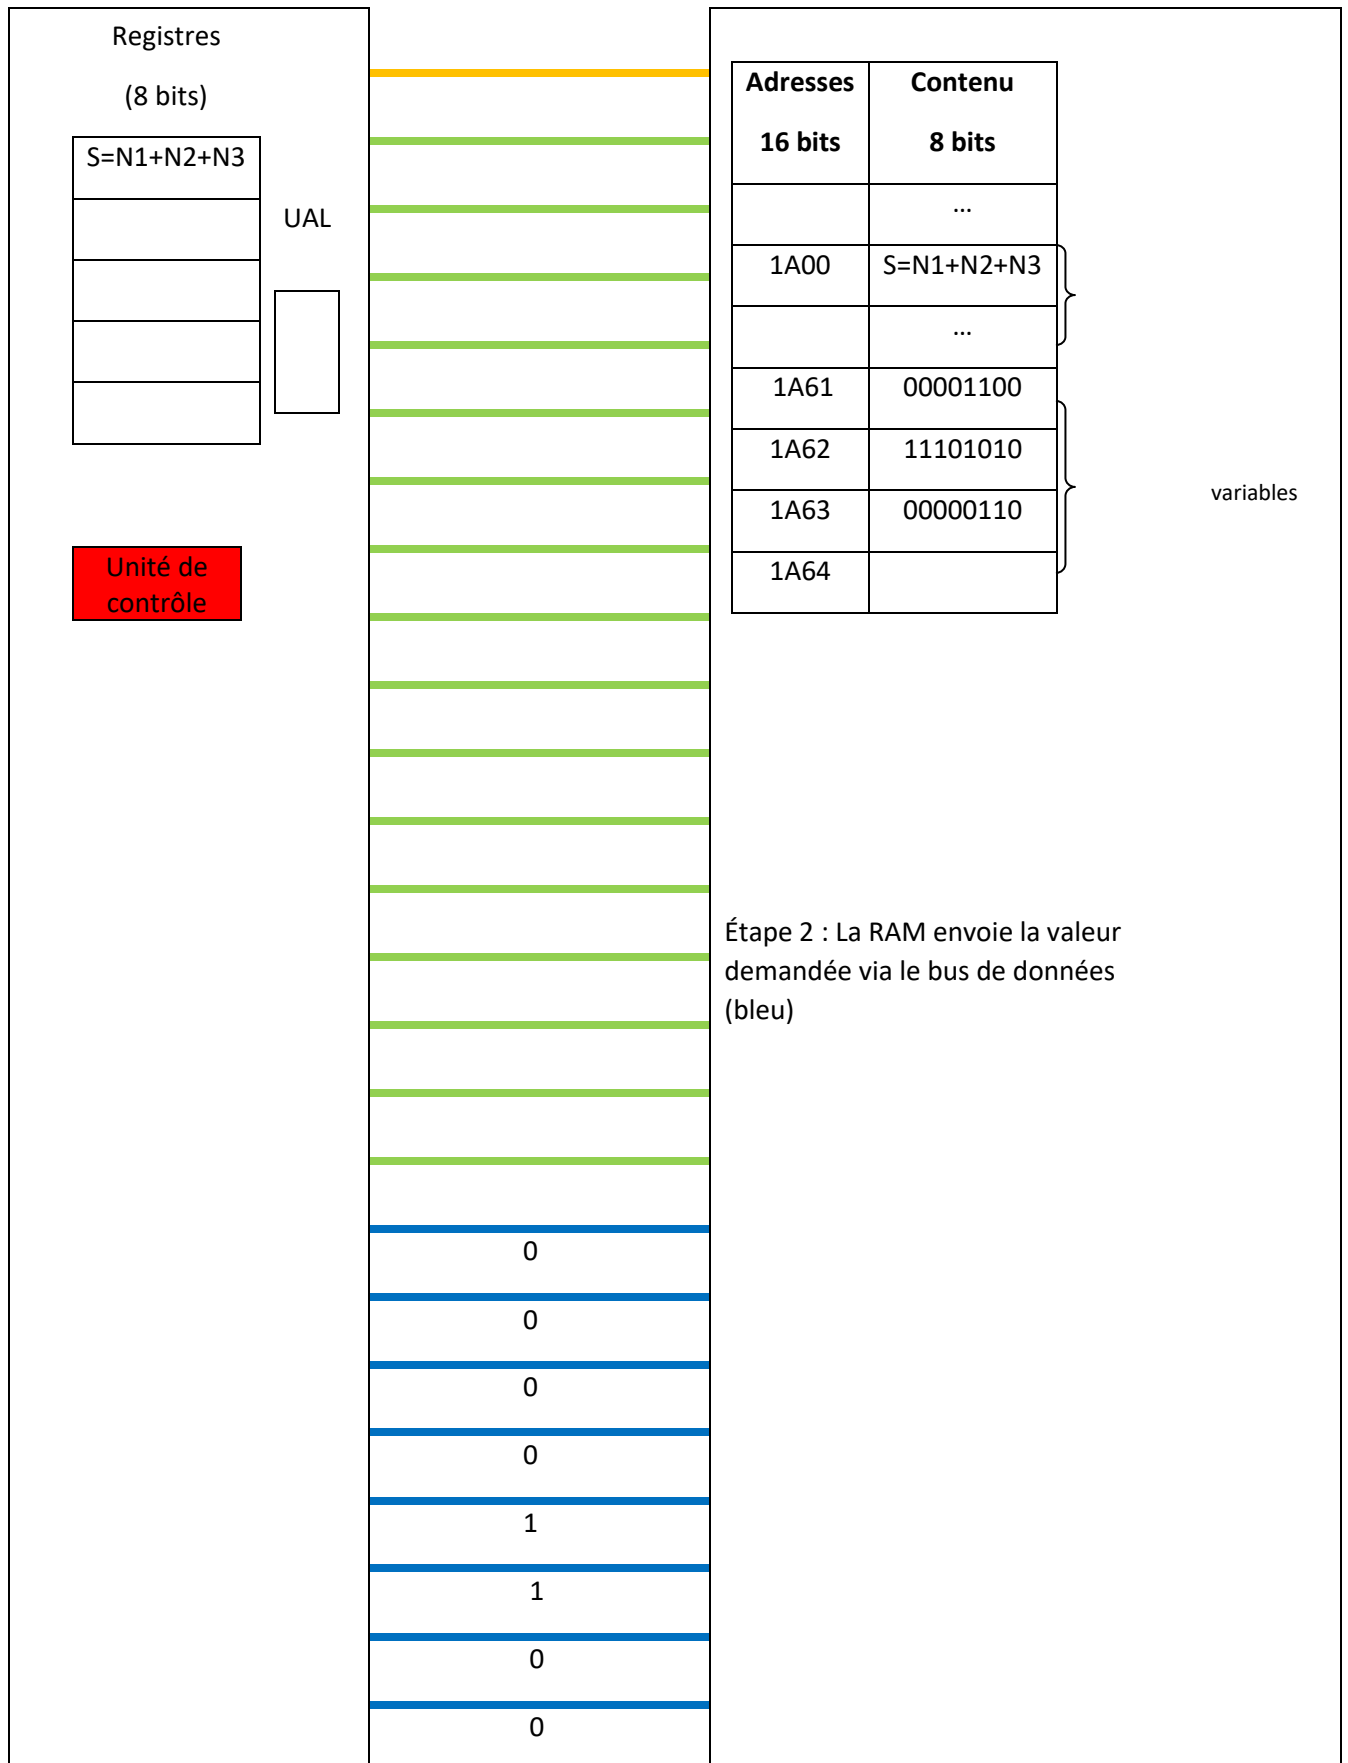 Registres
(8 bits)
S=N1+N2+N3
UAL
Unité de
contrôle
Adresses Contenu
16 bits 8 bits
...
1A00 S=N1+N2+N3
...
1A61 00001100
1A62 11101010
1A63 00000110
1A64
variables
Étape 2 : La RAM envoie la valeur
demandée via le bus de données
(bleu)
0
0
0
0
1
1
0
0